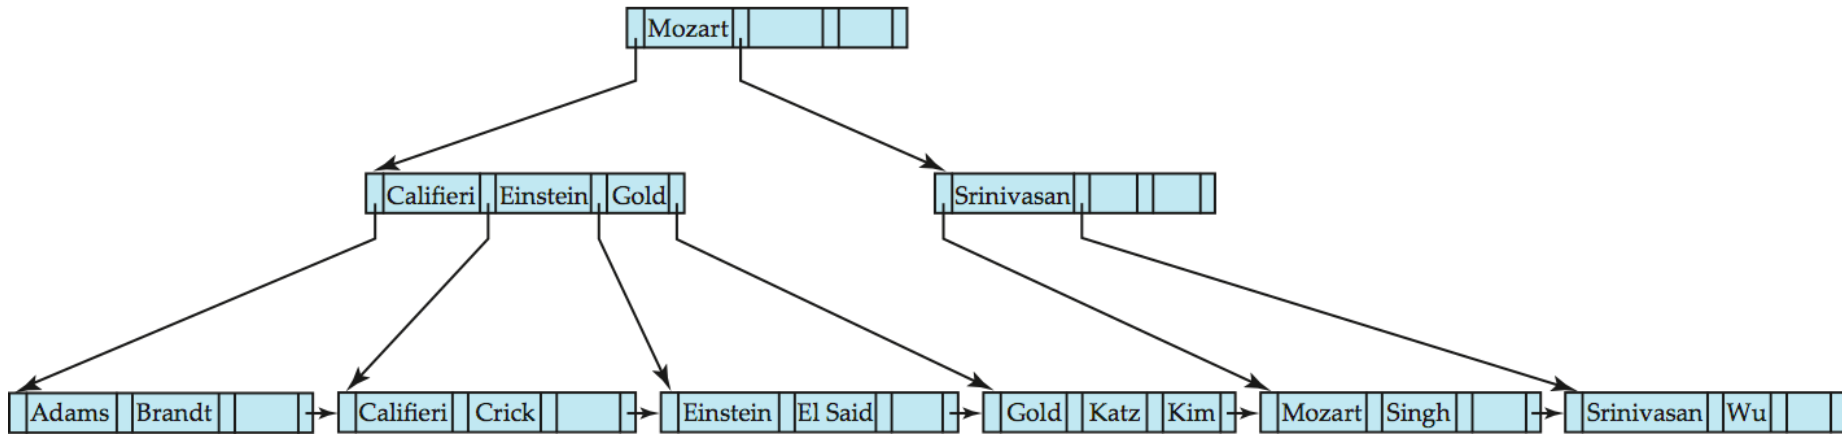 Mozart
Califieri Einstein Gold Srinivasan
Adams Brandt Califieri Crick Einstein El Said Gold Katz Kim Mozart Singh Srinivasan Wu